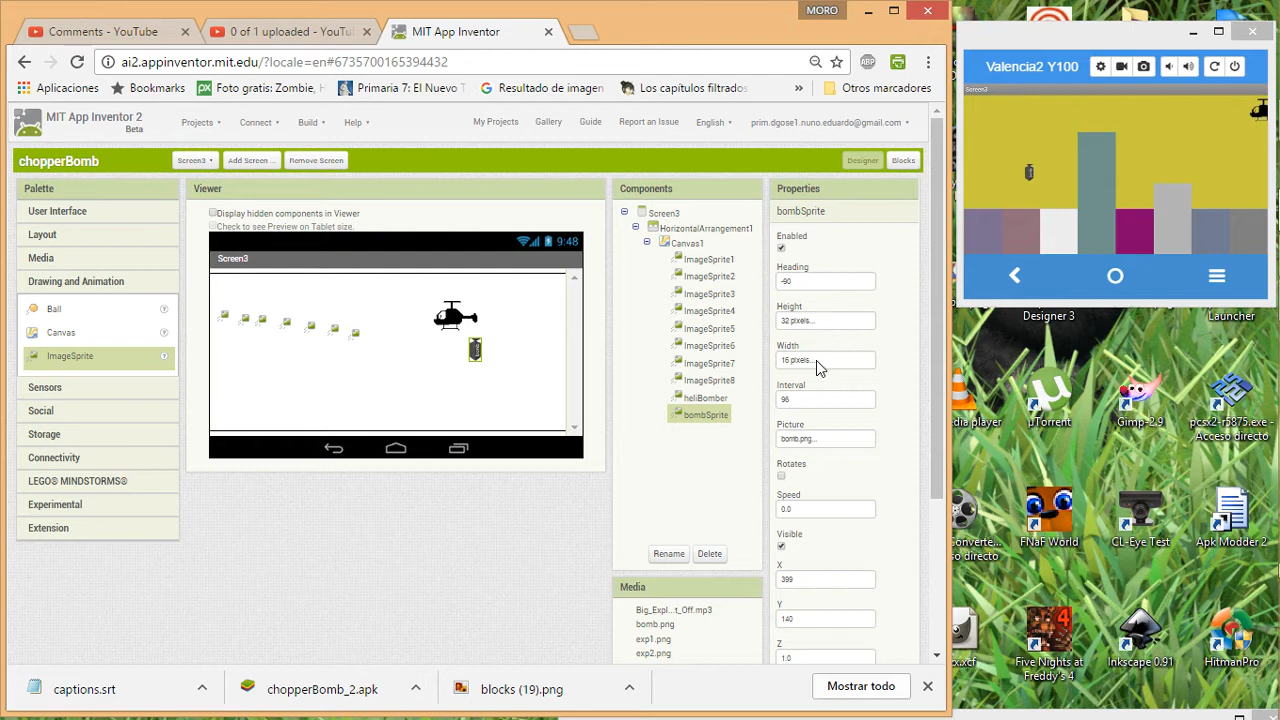 MORO
Comments - YouTube
0 of 1 uploaded - YouTu
MIT App Inventor
ai2.appinventor.mit.edu/?locale=en#6735700165394432
ABP
Aplicaciones
Bookmarks
Foto gratis: Zombie,
Primaria 7: El Nuevo T
Resultado de imagen
Los capítulos filtrados
»
Otros marcadores
MIT App Inventor 2
Beta
Projects
Connect
Build
Help
My Projects
Gallery
Guide
Report an Issue
English
prim.dgose1.nuno.eduardo@gmail.com
chopperBomb
Screen3
Add Screen ...
Remove Screen
Designer
Blocks
Palette
User Interface
Layout
Media
Drawing and Animation
Ball
Canvas
ImageSprite
Sensors
Social
Storage
Connectivity
LEGO® MINDSTORMS®
Experimental
Extension
Viewer
Display hidden components in Viewer
Check to see Preview on Tablet size.
9:48
Screen3
Components
Screen3
HorizontalArrangement1
Canvas1
ImageSprite1
ImageSprite2
ImageSprite3
ImageSprite4
ImageSprite5
ImageSprite6
ImageSprite7
ImageSprite8
heliBomber
bombSprite
Rename
Delete
Media
Big_Expl...t_Off.mp3
bomb.png
exp1.png
exp2.png
Properties
bombSprite
Enabled
Heading
-90
Height
32 pixels...
Width
16 pixels...
Interval
96
Picture
bomb.png...
Rotates
Speed
0.0
Visible
X
399
Y
140
Z
1.0
captions.srt
chopperBomb_2.apk
blocks (19).png
Mostrar todo
Valencia2 Y100
Screen3
Designer 3
Launcher
edia player
µTorrent
Gimp-2.9
pcsx2-r5875.exe -
Acceso directo
Converte...
so directo
FNaF World
CL-Eye Test
Apk Modder 2
x.xcf
Five Nights at
Freddy's 4
Inkscape 0.91
HitmanPro